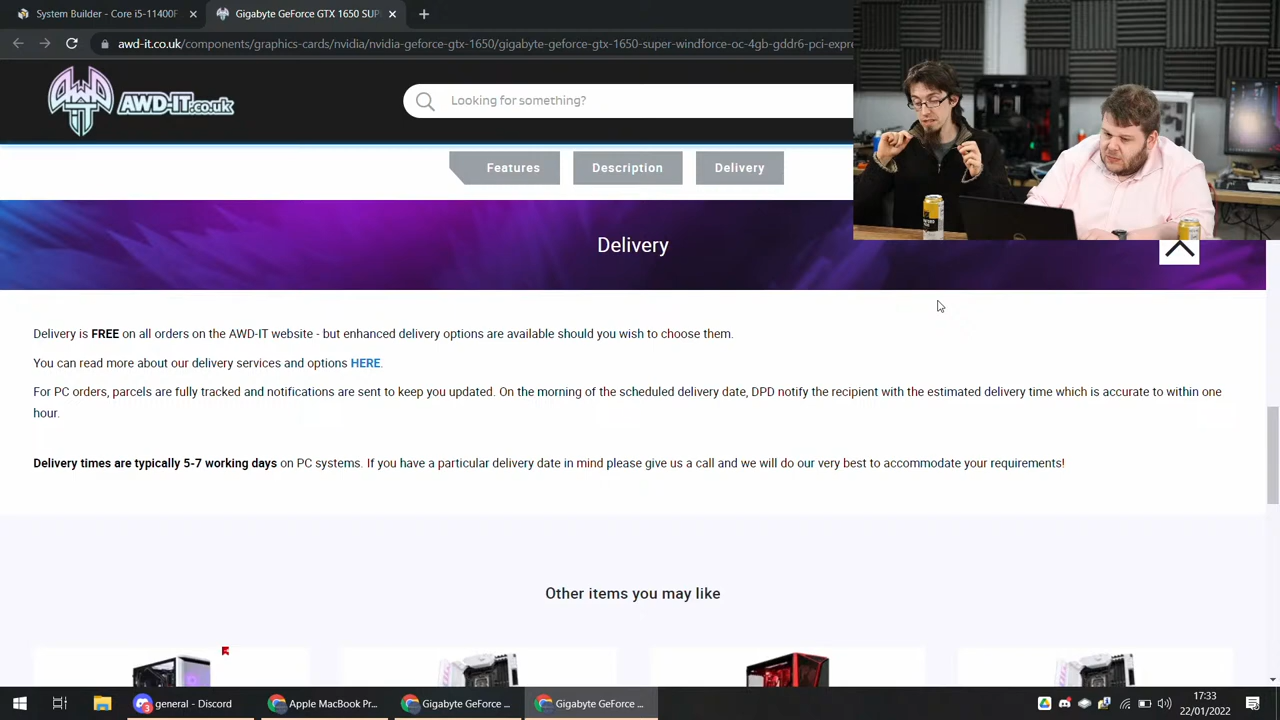 System Builder - Core i5-11400F
Gigabyte GeForce GTX 1650 SUP
awd-it.co.uk/components/graphics-cards/nvidia/nvidia-geforce-gtx-1650/gigabyte-geforce-gtx-1650-super-windforce-oc-4gb-gddr6-pci-expre
AWD-IT.co.uk
Looking for something?
Features
Description
Delivery
Delivery
Delivery is FREE on all orders on the AWD-IT website - but enhanced delivery options are available should you wish to choose them.
You can read more about our delivery services and options HERE.
For PC orders, parcels are fully tracked and notifications are sent to keep you updated. On the morning of the scheduled delivery date, DPD notify the recipient with the estimated delivery time which is accurate to within one
hour.
Delivery times are typically 5-7 working days on PC systems. If you have a particular delivery date in mind please give us a call and we will do our very best to accommodate your requirements!
Other items you may like
general - Discord
Apple MacBook P...
Gigabyte GeForce ...
Gigabyte GeForce ...
17:33
22/01/2022